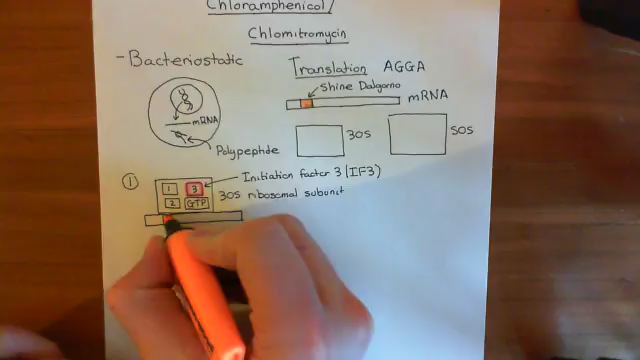 Chloramphenicol/
Chlomitromycin
- Bacteriostatic
Translation AGGA
Shine Dalgarno
mRNA
mRNA
30S
50S
Polypeptide
1
Initiation factor 3 (IF3)
1 3
2 GTP
30S ribosomal subunit